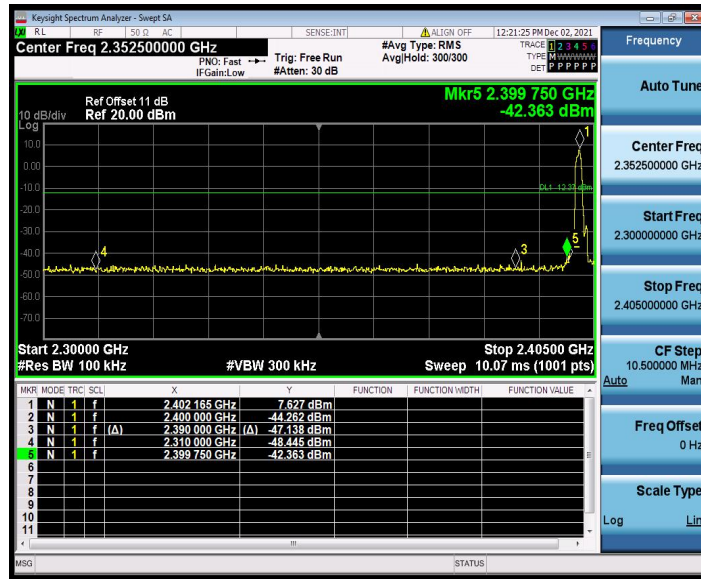 Keysight Spectrum Analyzer - Swept SA
LXI RL RF 50 Ω AC SENSE:INT ALIGN OFF 12:21:25 PM Dec 02, 2021
Center Freq 2.352500000 GHz
PNO: Fast
IFGain:Low
Trig: Free Run
#Atten: 30 dB
#Avg Type: RMS
Avg|Hold: 300/300
TRACE 1 2 3 4 5 6
TYPE M WWWWW
DET P P P P P P
Ref Offset 11 dB
10 dB/div Ref 20.00 dBm
Log
Mkr5 2.399 750 GHz
-42.363 dBm
10.0
0.00
-10.0
-20.0
-30.0
-40.0
-50.0
-60.0
-70.0
DL1 -12.37 dBm
1
3
4
5
Start 2.30000 GHz Stop 2.40500 GHz
#Res BW 100 kHz #VBW 300 kHz Sweep 10.07 ms (1001 pts)
MKR MODE TRC SCL X Y FUNCTION FUNCTION WIDTH FUNCTION VALUE
1 N 1 f 2.402 165 GHz 7.627 dBm
2 N 1 f 2.400 000 GHz -44.262 dBm
3 N 1 f (Δ) 2.390 000 GHz (Δ) -47.138 dBm
4 N 1 f 2.310 000 GHz -48.445 dBm
5 N 1 f 2.399 750 GHz -42.363 dBm
6
7
8
9
10
11
MSG STATUS
Frequency
Auto Tune
Center Freq
2.352500000 GHz
Start Freq
2.300000000 GHz
Stop Freq
2.405000000 GHz
CF Step
10.500000 MHz
Auto Man
Freq Offset
0 Hz
Scale Type
Log Lin